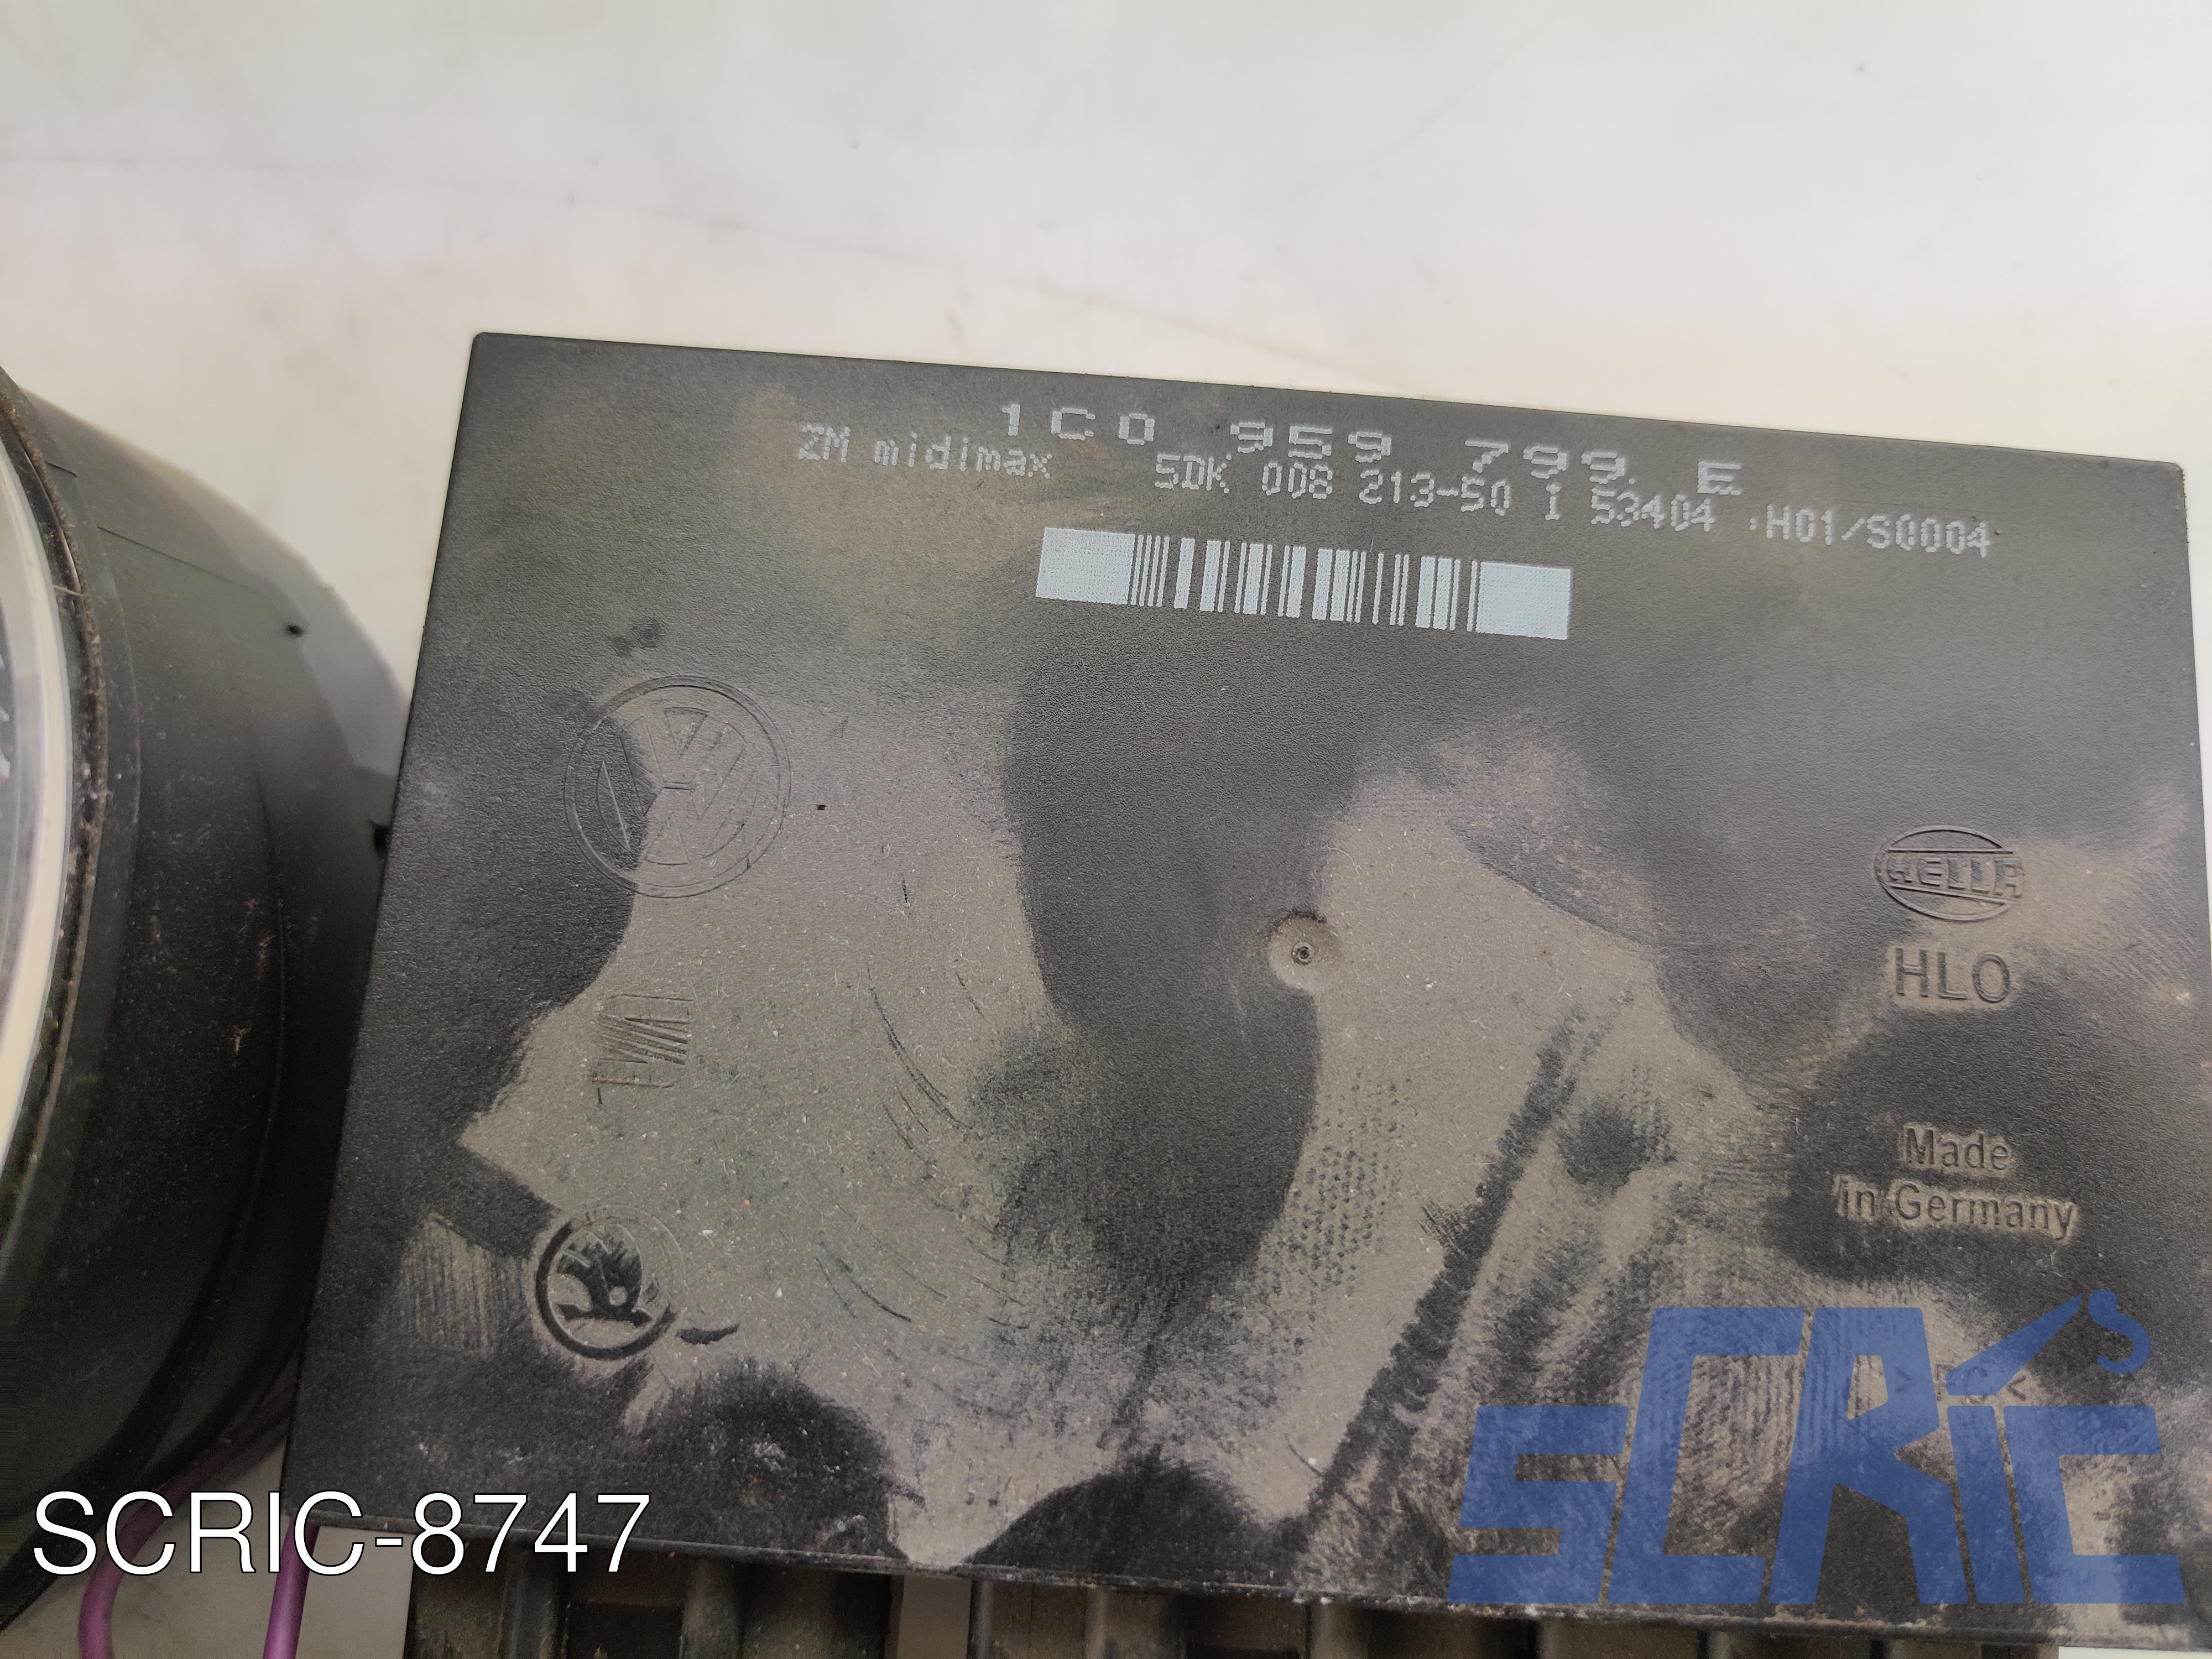 1C0 959 799 E
ZM midimax 5DK 008 213-50 1 53404 H01/S0004
HELLA
HLO
Made
in Germany
SCRIC
SCRIC-8747